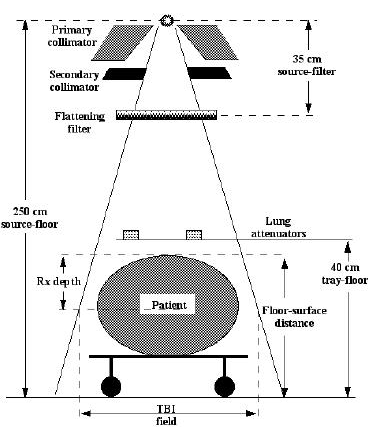 Primary
collimator
35 cm
source-filter
Secondary
collimator
Flattening
filter
250 cm
source-floor
Lung
attenuators
40 cm
tray-floor
Rx depth
Patient
Floor-surface
distance
TBI
field